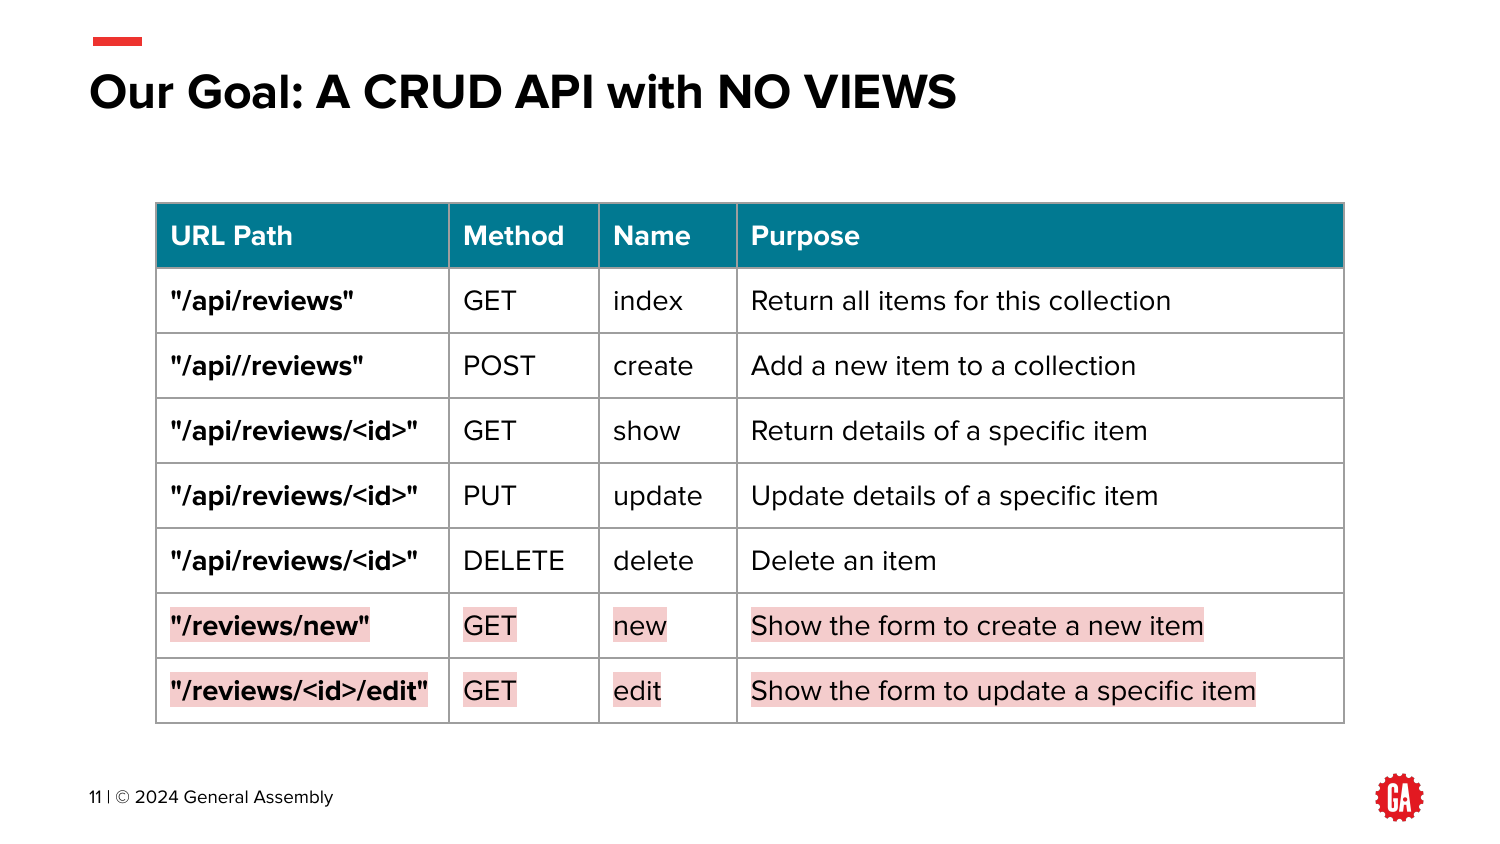 Our Goal: A CRUD API with NO VIEWS
URL Path Method Name Purpose
"/api/reviews" GET index Return all items for this collection
"/api//reviews" POST create Add a new item to a collection
"/api/reviews/<id>" GET show Return details of a specific item
"/api/reviews/<id>" PUT update Update details of a specific item
"/api/reviews/<id>" DELETE delete Delete an item
"/reviews/new" GET new Show the form to create a new item
"/reviews/<id>/edit" GET edit Show the form to update a specific item
11 | © 2024 General Assembly
GA